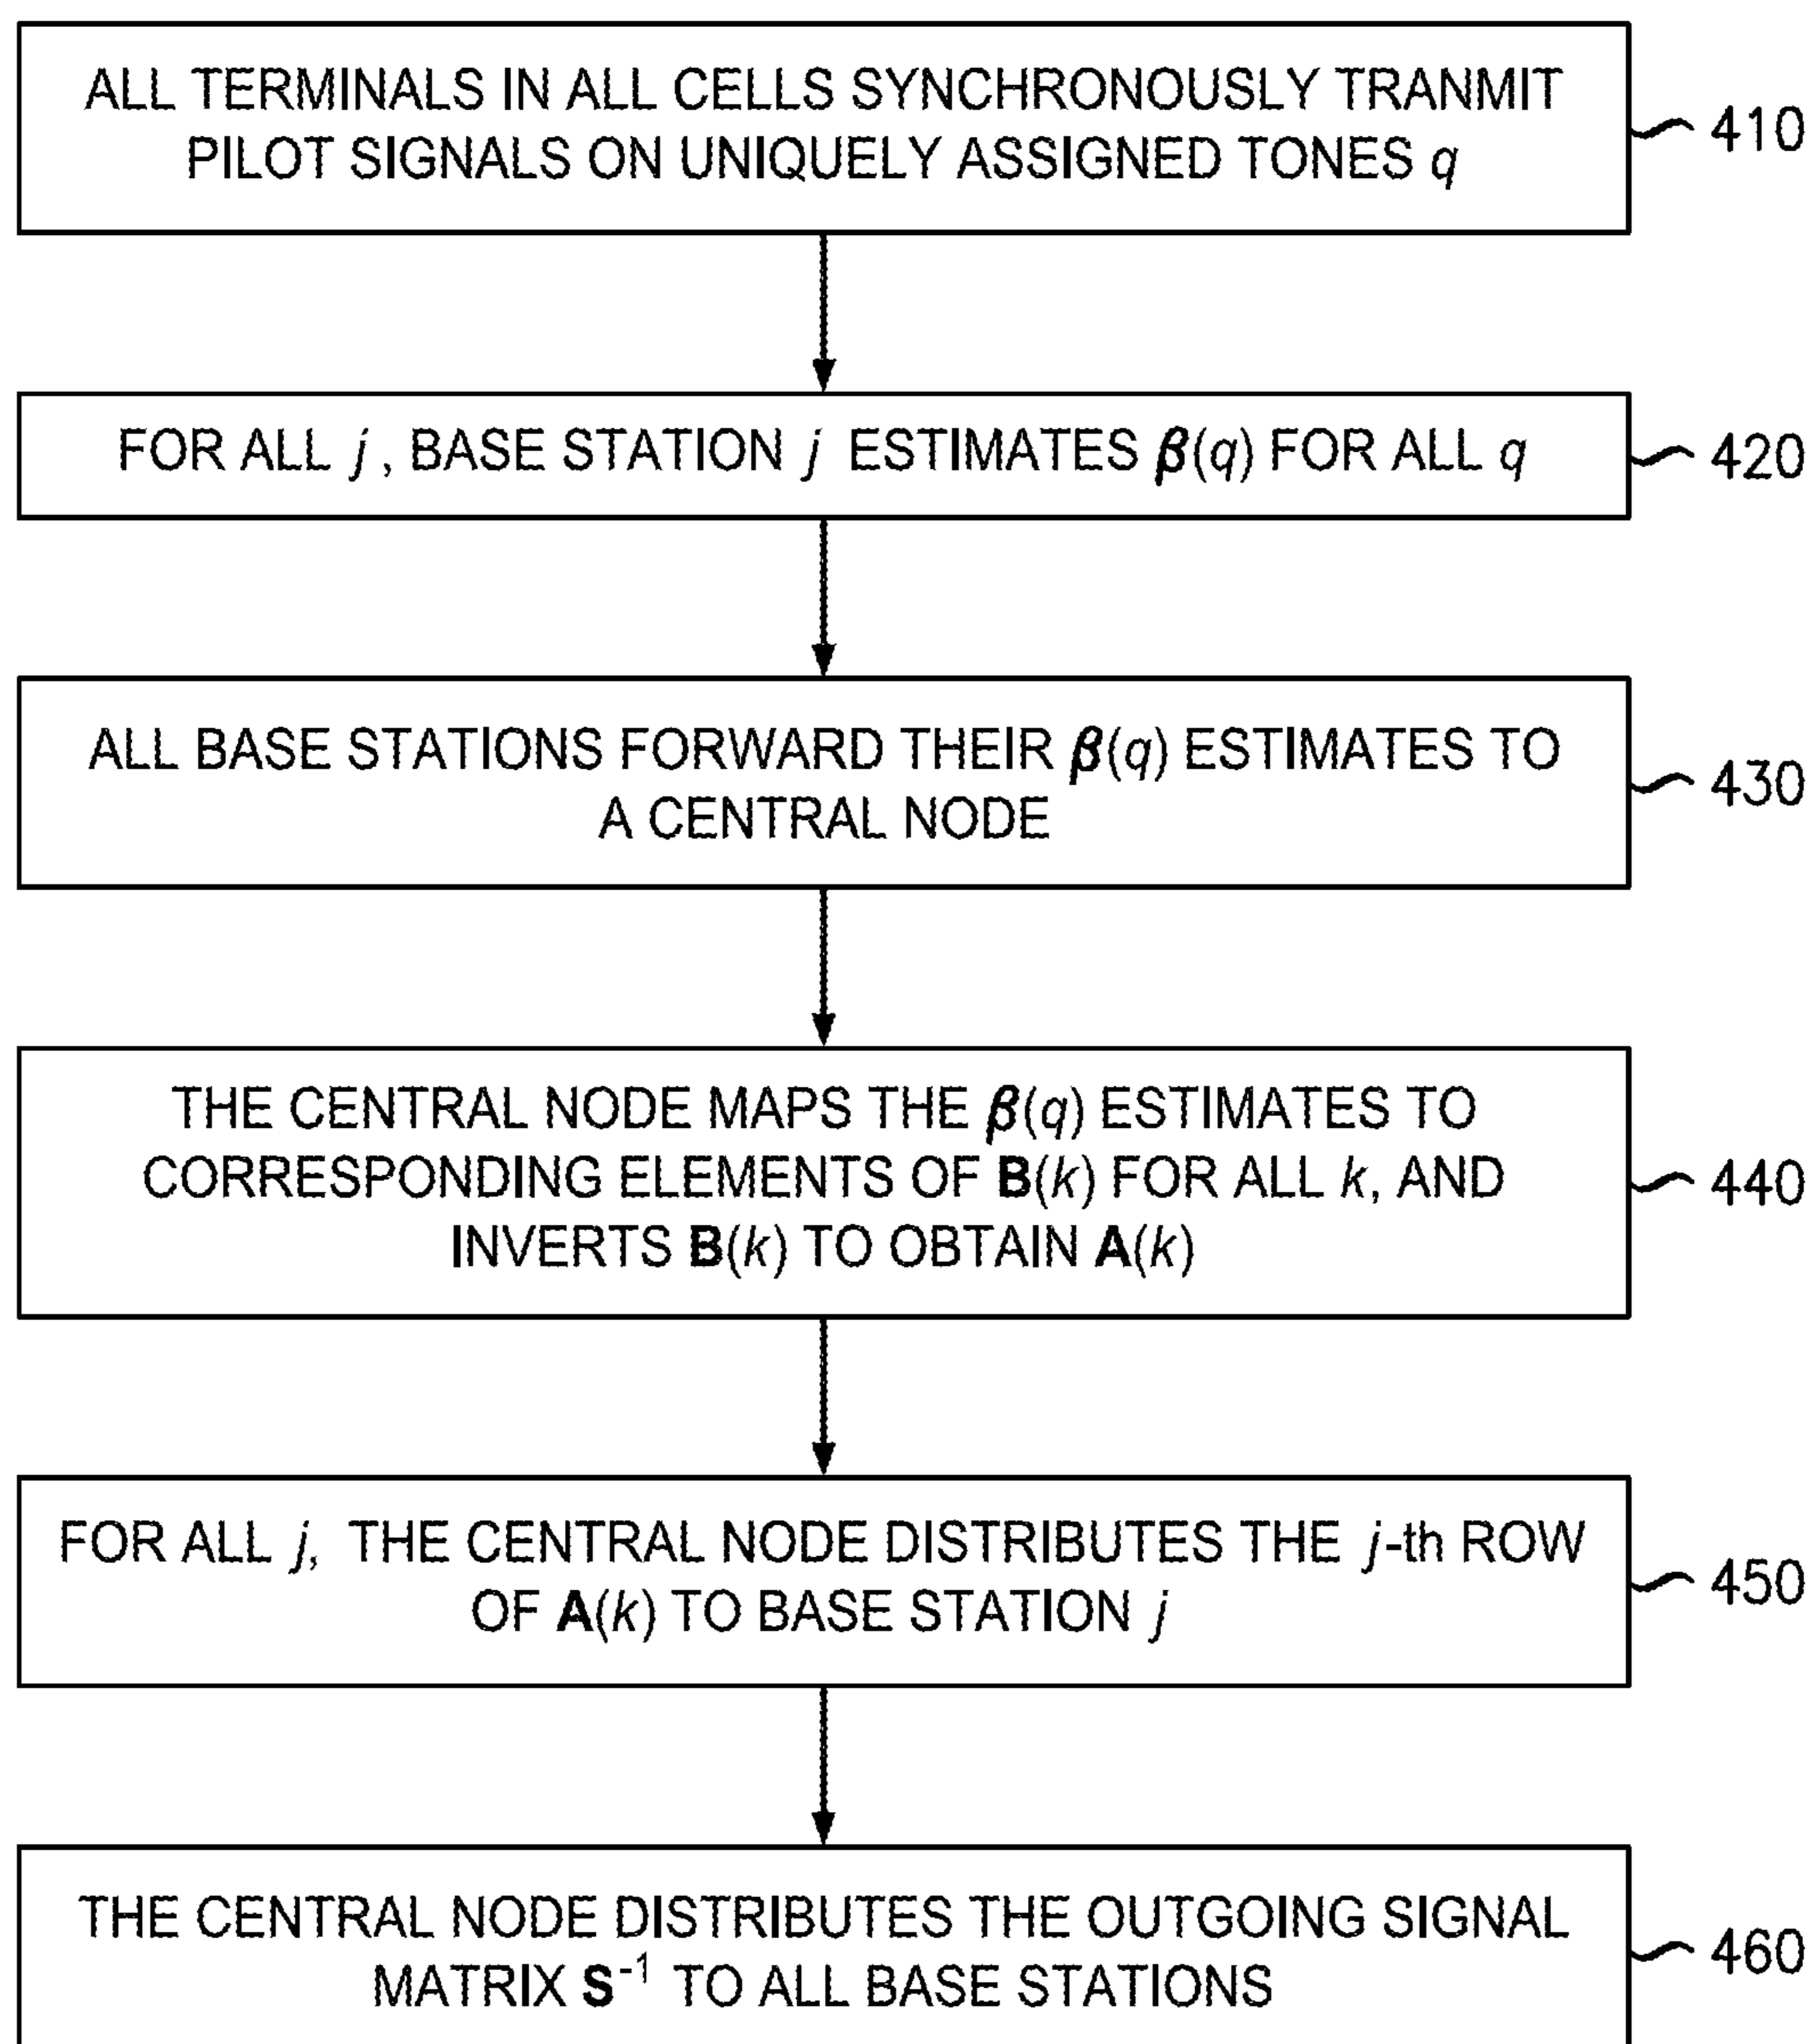 ALL TERMINALS IN ALL CELLS SYNCHRONOUSLY TRANMIT
PILOT SIGNALS ON UNIQUELY ASSIGNED TONES q
410
FOR ALL j, BASE STATION j ESTIMATES β(q) FOR ALL q
420
ALL BASE STATIONS FORWARD THEIR β(q) ESTIMATES TO
A CENTRAL NODE
430
THE CENTRAL NODE MAPS THE β(q) ESTIMATES TO
CORRESPONDING ELEMENTS OF B(k) FOR ALL k, AND
INVERTS B(k) TO OBTAIN A(k)
440
FOR ALL j, THE CENTRAL NODE DISTRIBUTES THE j-th ROW
OF A(k) TO BASE STATION j
450
THE CENTRAL NODE DISTRIBUTES THE OUTGOING SIGNAL
MATRIX S⁻¹ TO ALL BASE STATIONS
460